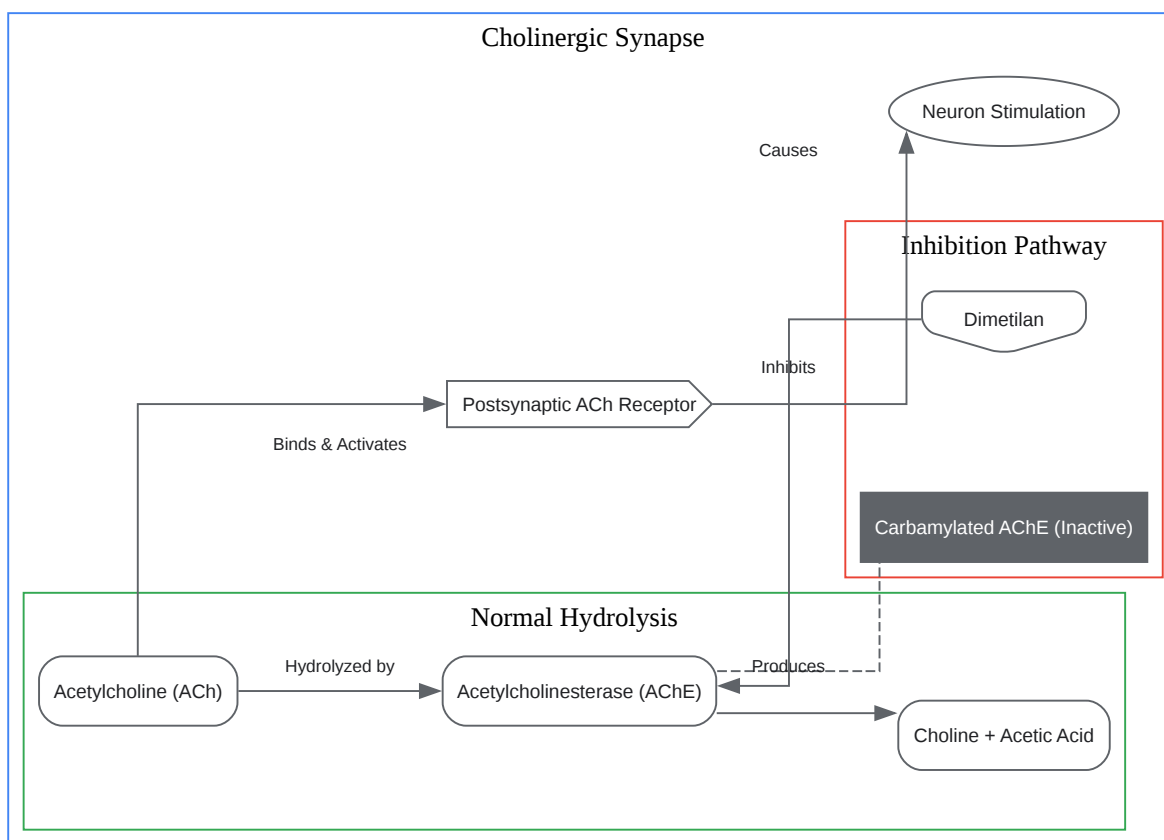 Cholinergic Synapse
Neuron Stimulation
Causes
Inhibition Pathway
Dimetilan
Inhibits
Postsynaptic ACh Receptor
Binds & Activates
Carbamylated AChE (Inactive)
Normal Hydrolysis
Hydrolyzed by
Produces
Acetylcholine (ACh)
Acetylcholinesterase (AChE)
Choline + Acetic Acid